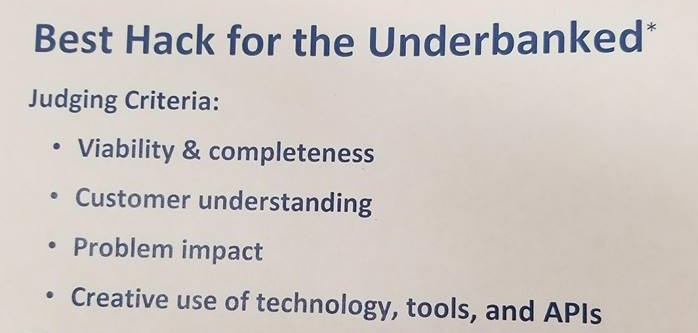 Best Hack for the Underbanked*
Judging Criteria:
• Viability & completeness
• Customer understanding
• Problem impact
• Creative use of technology, tools, and APIs